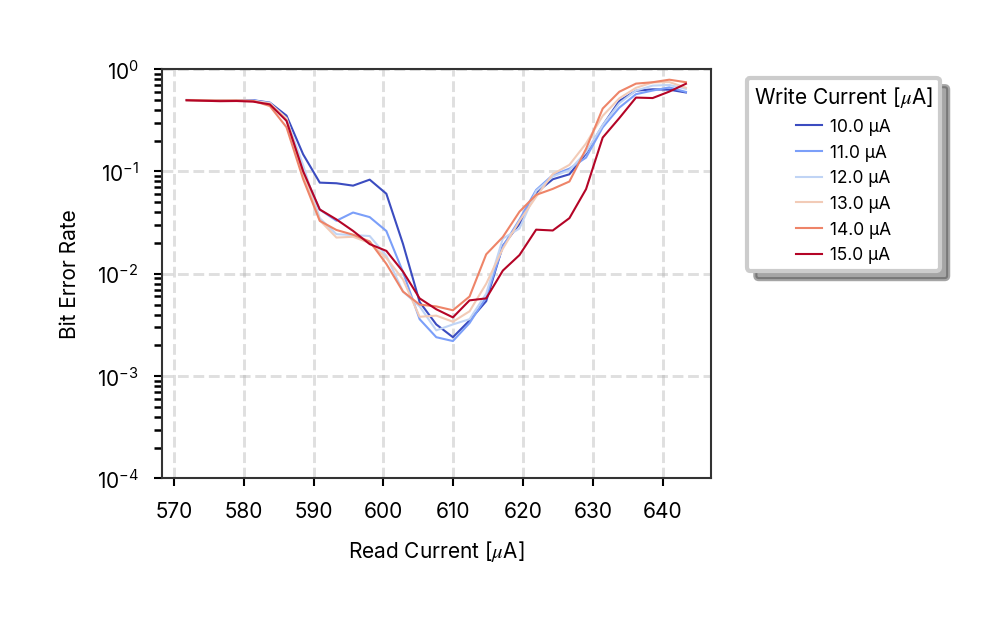 10⁰
10⁻¹
10⁻²
10⁻³
10⁻⁴
Bit Error Rate
570 580 590 600 610 620 630 640
Read Current [μA]
Write Current [μA]
10.0 µA
11.0 µA
12.0 µA
13.0 µA
14.0 µA
15.0 µA